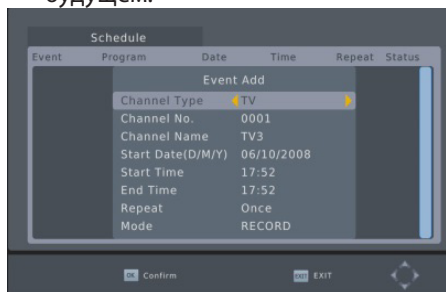 будущем.
Schedule
Event Program Date Time Repeat Status
Event Add
Channel Type TV
Channel No. 0001
Channel Name TV3
Start Date(D/M/Y) 06/10/2008
Start Time 17:52
End Time 17:52
Repeat Once
Mode RECORD
OK Confirm EXIT EXIT